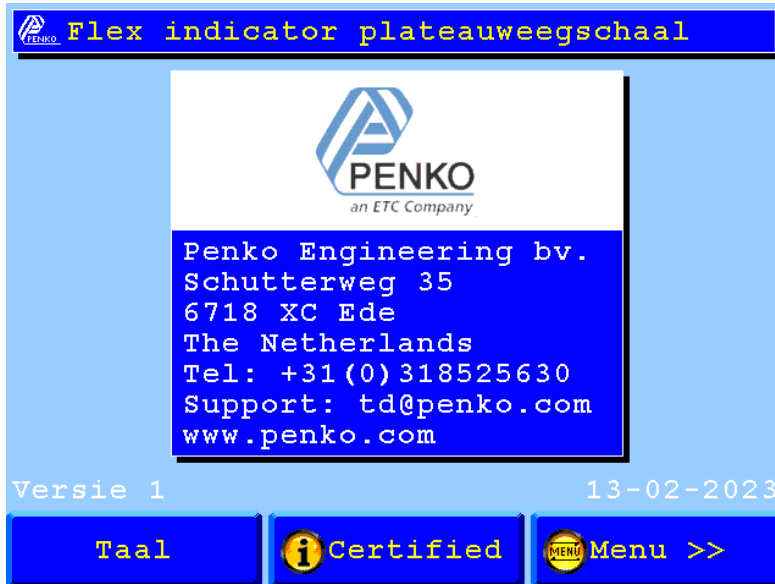 PENKO Flex indicator plateauweegschaal
PENKO
an ETC Company
Penko Engineering bv.
Schutterweg 35
6718 XC Ede
The Netherlands
Tel: +31(0)318525630
Support: td@penko.com
www.penko.com
Versie 1 13-02-2023
Taal i Certified MENU Menu >>